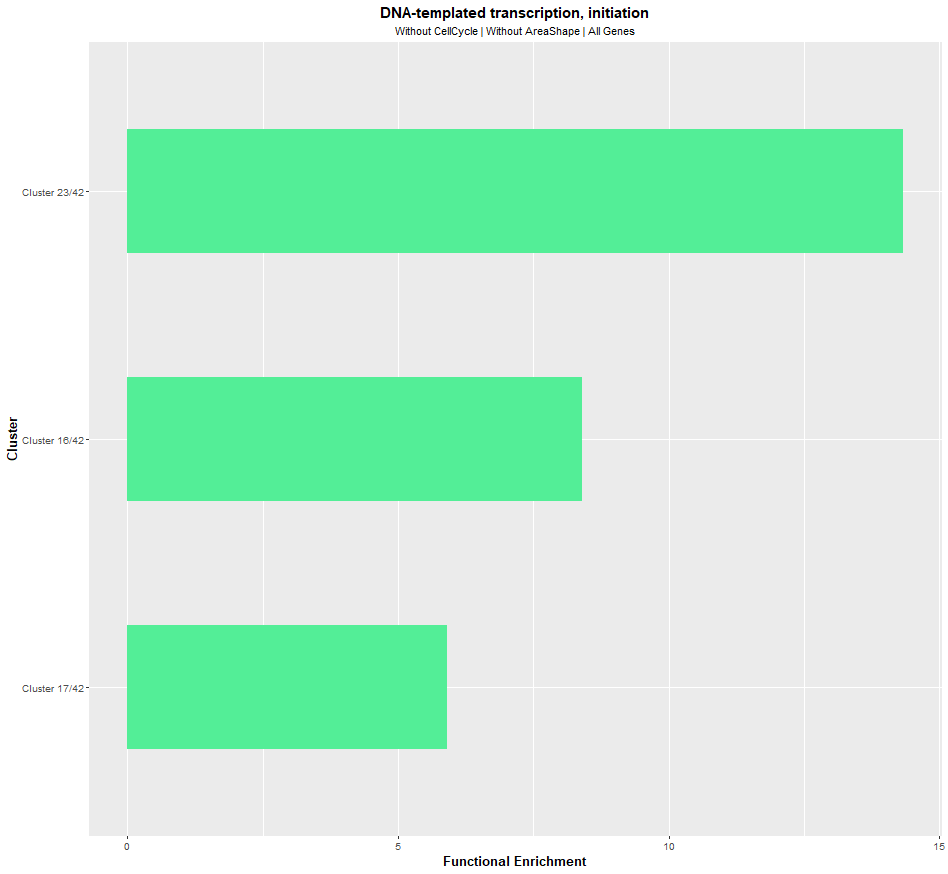 DNA-templated transcription, initiation
Without CellCycle | Without AreaShape | All Genes
Cluster 23/42
Cluster 16/42
Cluster 17/42
Cluster
0 5 10 15
Functional Enrichment